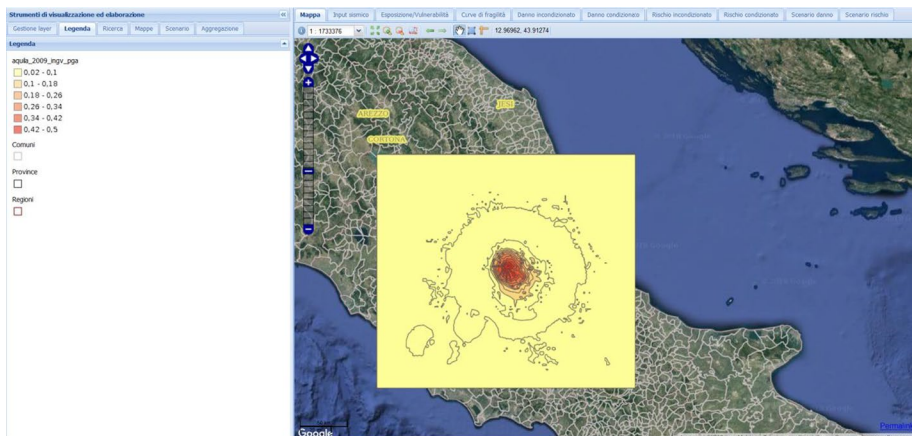 Strumenti di visualizzazione ed elaborazione
Gestione layer Legenda Ricerce Mappe Scenario Aggregazione
Legenda
aquila_2009_ingv_pga
0,02 - 0,1
0,1 - 0,18
0,18 - 0,26
0,26 - 0,34
0,34 - 0,42
0,42 - 0,5
Comuni
Province
Regioni
Mappa Input sismico Esposizione/Vulnerabilità Curve di fragilità Danno incondizionato Danno condizionato Rischio incondizionato Rischio condizionato Scenario danno Scenario rischio
1 : 1733376 12.96962, 43.91274
JESI
AREZZO
CORTONA
Google
Permalink